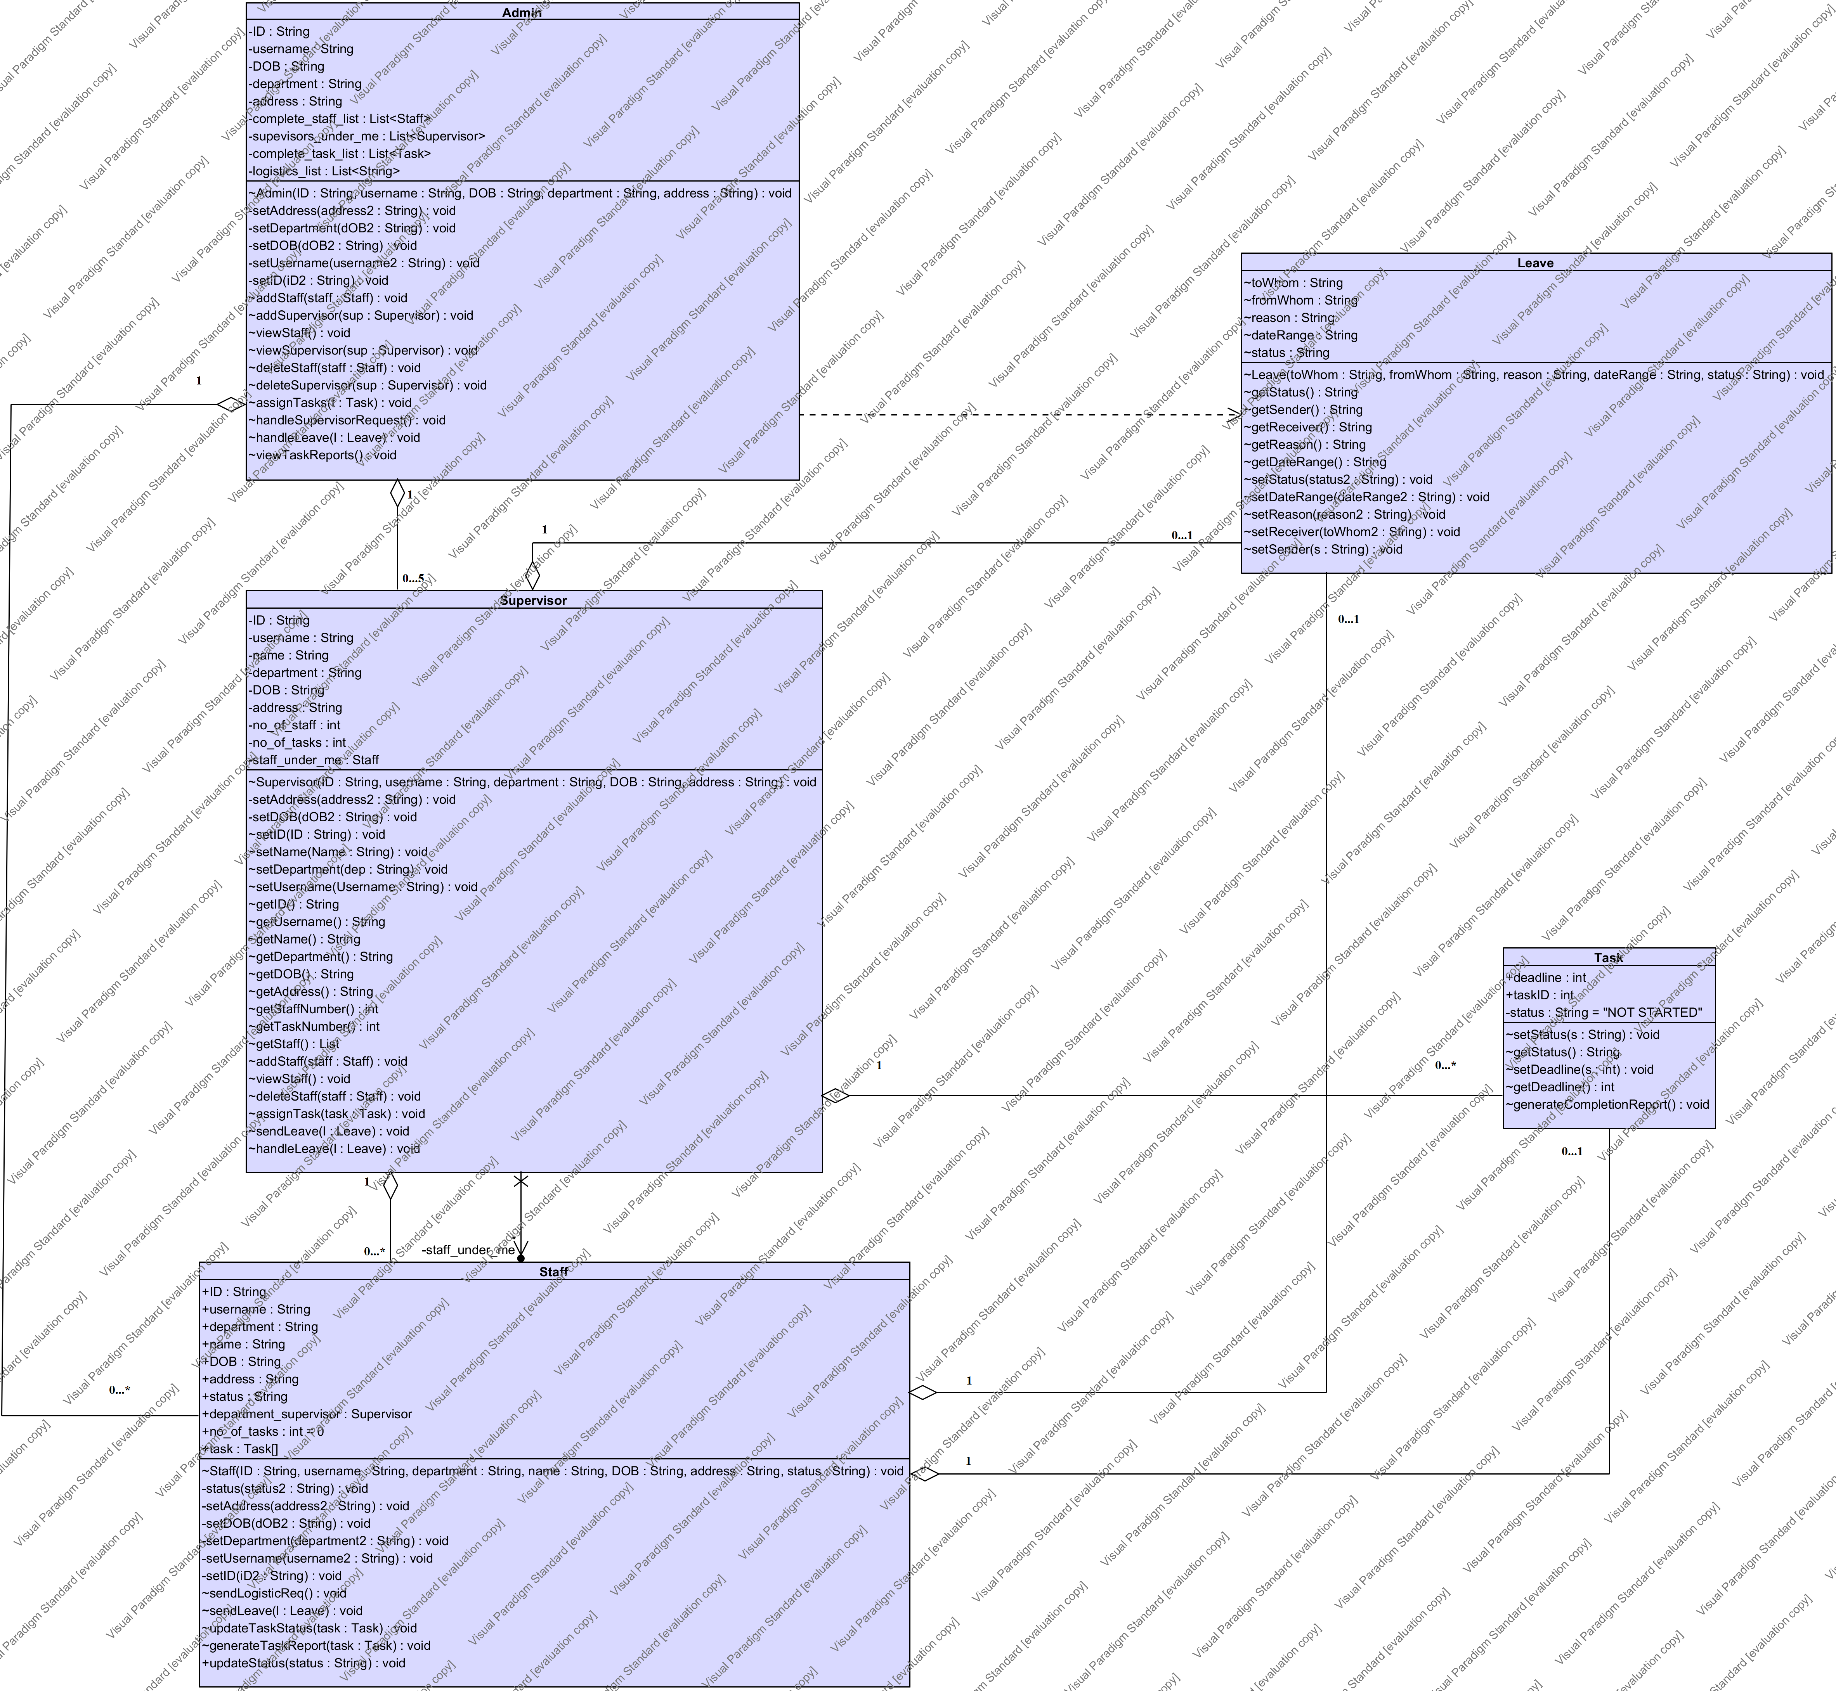 Admin
-ID : String
-username : String
-DOB : String
-department : String
-address : String
-complete_staff_list : List<Staff>
-supevisors_under_me : List<Supervisor>
-complete_task_list : List<Task>
-logistics_list : List<String>
~Admin(ID : String, username : String, DOB : String, department : String, address : String) : void
-setAddress(address2 : String) : void
-setDepartment(dOB2 : String) : void
-setDOB(dOB2 : String) : void
-setUsername(username2 : String) : void
-setID(iD2 : String) : void
~addStaff(staff : Staff) : void
~addSupervisor(sup : Supervisor) : void
~viewStaff() : void
~viewSupervisor(sup : Supervisor) : void
~deleteStaff(staff : Staff) : void
~deleteSupervisor(sup : Supervisor) : void
~assignTasks(t : Task) : void
~handleSupervisorRequest() : void
~handleLeave(l : Leave) : void
~viewTaskReports() : void
Leave
~toWhom : String
~fromWhom : String
~reason : String
~dateRange : String
~status : String
~Leave(toWhom : String, fromWhom : String, reason : String, dateRange : String, status : String) : void
~getStatus() : String
~getSender() : String
~getReceiver() : String
~getReason() : String
~getDateRange() : String
~setStatus(status2 : String) : void
~setDateRange(dateRange2 : String) : void
~setReason(reason2 : String) : void
~setReceiver(toWhom2 : String) : void
~setSender(s : String) : void
1
1
0...5
1
0...1
0...1
Supervisor
-ID : String
-username : String
-name : String
-department : String
-DOB : String
-address : String
-no_of_staff : int
-no_of_tasks : int
-staff_under_me : Staff
~Supervisor(ID : String, username : String, department : String, DOB : String, address : String) : void
-setAddress(address2 : String) : void
-setDOB(dOB2 : String) : void
~setID(ID : String) : void
~setName(Name : String) : void
~setDepartment(dep : String) : void
~setUsername(Username : String) : void
~getID() : String
~getUsername() : String
~getName() : String
~getDepartment() : String
~getDOB() : String
~getAddress() : String
~getStaffNumber() : int
~getTaskNumber() : int
~getStaff() : List
~addStaff(staff : Staff) : void
~viewStaff() : void
~deleteStaff(staff : Staff) : void
~assignTask(task : Task) : void
~sendLeave(l : Leave) : void
~handleLeave(l : Leave) : void
Task
+deadline : int
+taskID : int
-status : String = "NOT STARTED"
~setStatus(s : String) : void
~getStatus() : String
~setDeadline(s : int) : void
~getDeadline() : int
~generateCompletionReport() : void
1
0...*
0...1
1
0...*
-staff_under_me
0...*
Staff
+ID : String
+username : String
+department : String
+name : String
+DOB : String
+address : String
+status : String
+department_supervisor : Supervisor
+no_of_tasks : int = 0
+task : Task[]
~Staff(ID : String, username : String, department : String, name : String, DOB : String, address : String, status : String) : void
-status(status2 : String) : void
-setAddress(address2 : String) : void
-setDOB(dOB2 : String) : void
-setDepartment(department2 : String) : void
-setUsername(username2 : String) : void
-setID(iD2 : String) : void
~sendLogisticReq() : void
~sendLeave(l : Leave) : void
~updateTaskStatus(task : Task) : void
~generateTaskReport(task : Task) : void
+updateStatus(status : String) : void
1
1
Visual Paradigm Standard [evaluation copy]